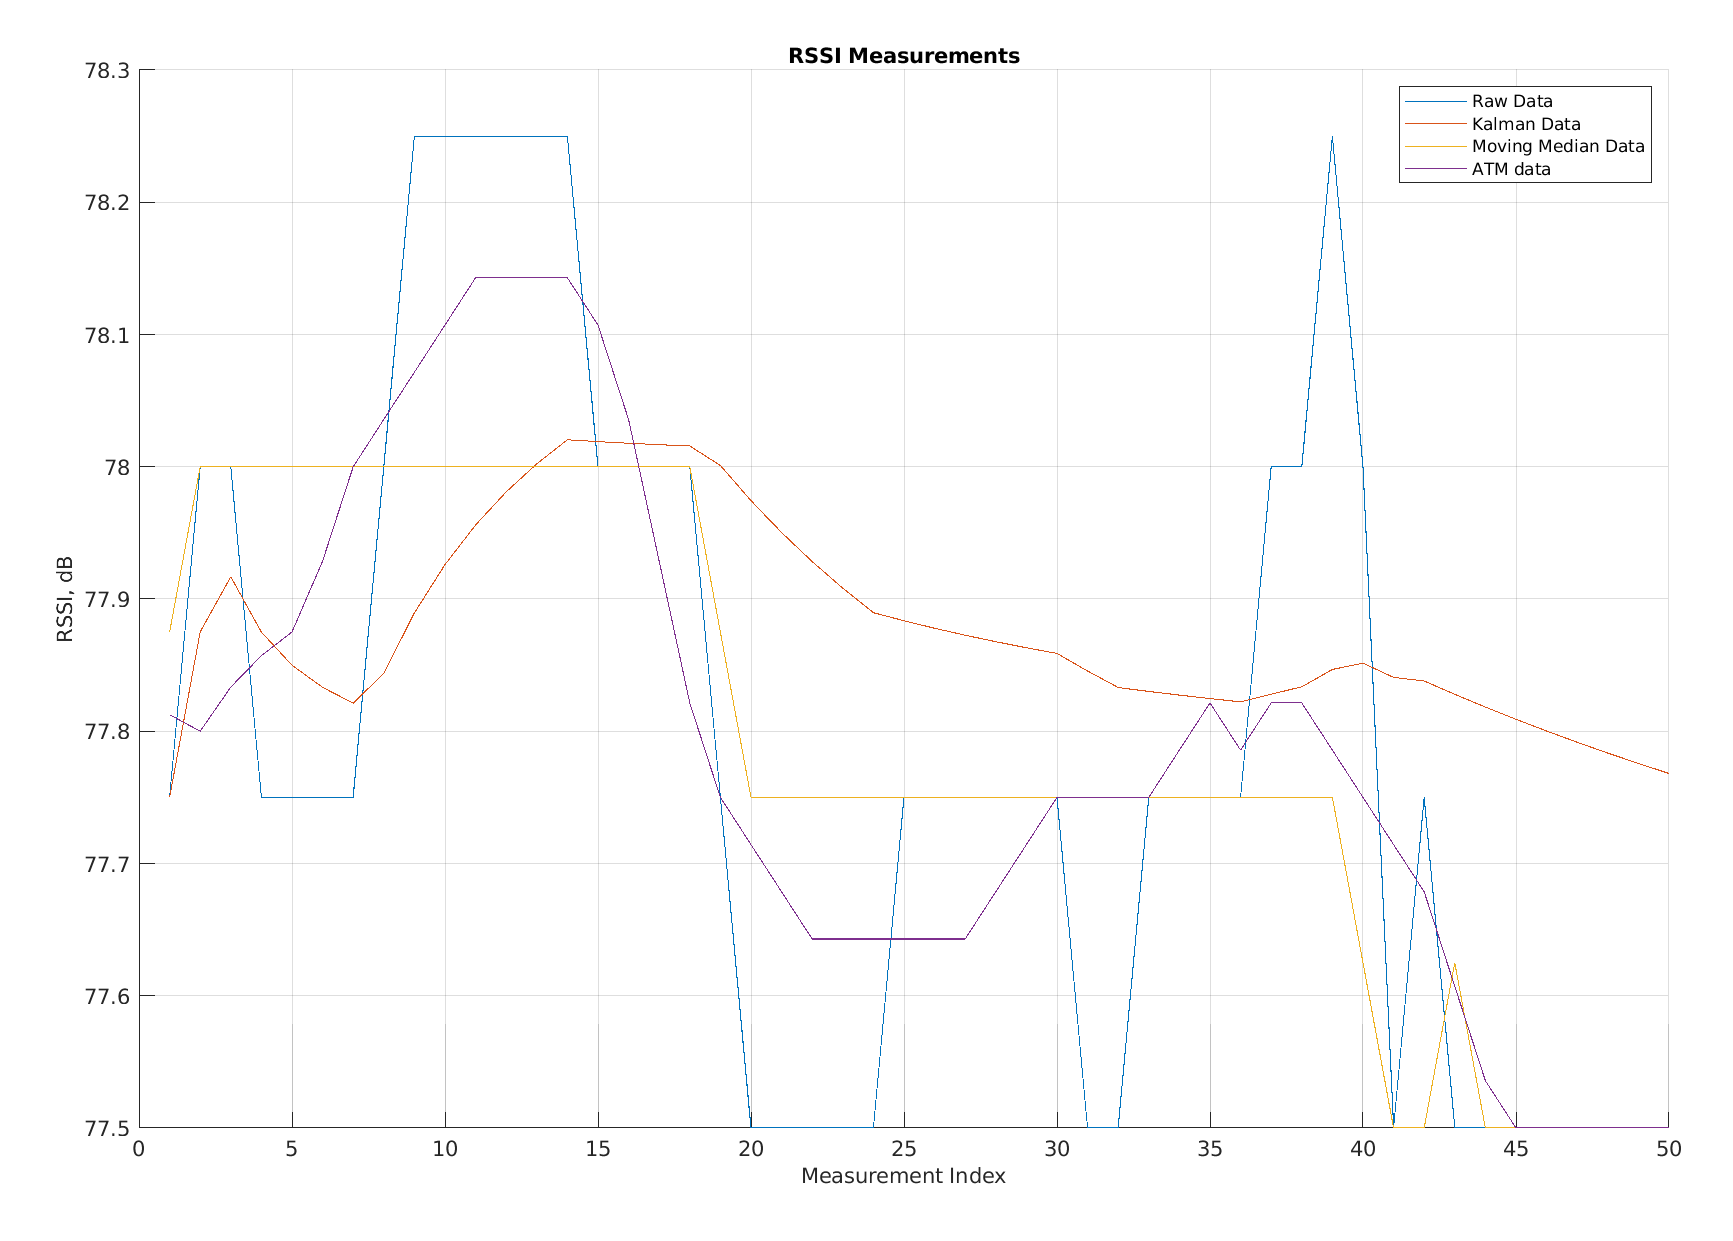 RSSI Measurements
78.3
78.2
78.1
78
77.9
77.8
77.7
77.6
77.5
RSSI, dB
Raw Data
Kalman Data
Moving Median Data
ATM data
0 5 10 15 20 25 30 35 40 45 50
Measurement Index